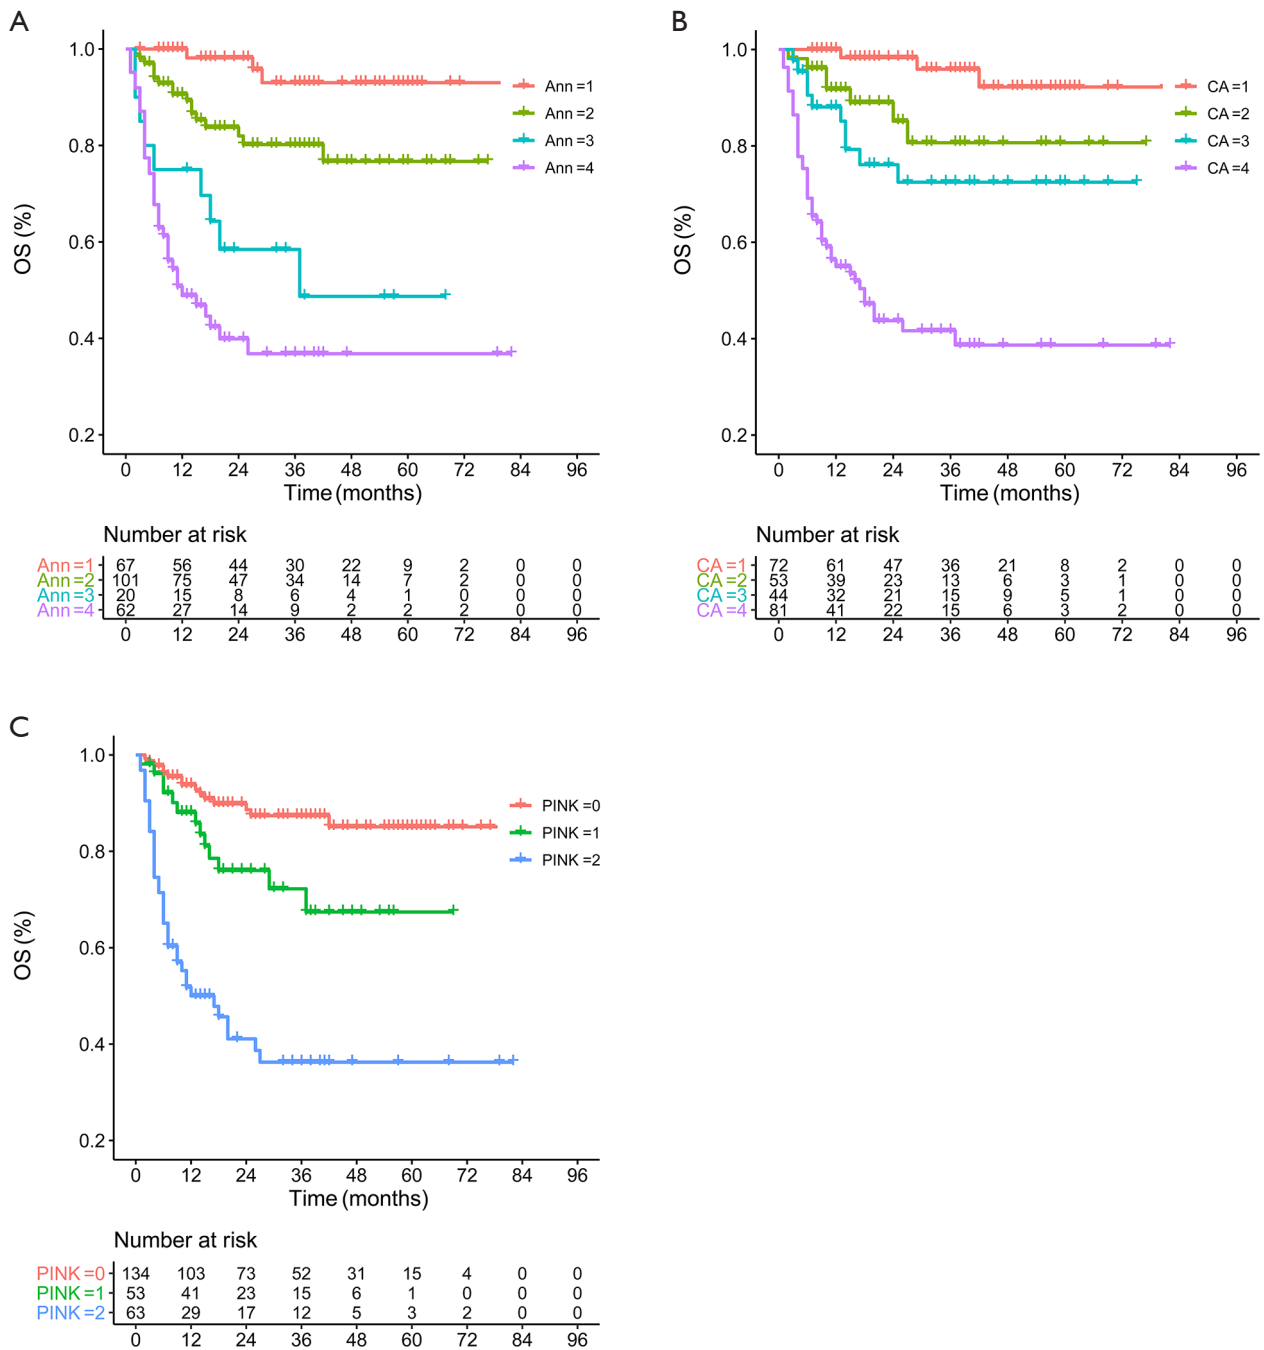 A
OS (%)
1.0
0.8
0.6
0.4
0.2
Ann =1
Ann =2
Ann =3
Ann =4
0 12 24 36 48 60 72 84 96
Time (months)
Number at risk
Ann =1 67 56 44 30 22 9 2 0 0
Ann =2 101 75 47 34 14 7 2 0 0
Ann =3 20 15 8 6 4 1 0 0 0
Ann =4 62 27 14 9 2 2 2 0 0
0 12 24 36 48 60 72 84 96
B
OS (%)
1.0
0.8
0.6
0.4
0.2
CA =1
CA =2
CA =3
CA =4
0 12 24 36 48 60 72 84 96
Time (months)
Number at risk
CA =1 72 61 47 36 21 8 2 0 0
CA =2 53 39 23 13 6 3 1 0 0
CA =3 44 32 21 15 9 5 1 0 0
CA =4 81 41 22 15 6 3 2 0 0
0 12 24 36 48 60 72 84 96
C
OS (%)
1.0
0.8
0.6
0.4
0.2
PINK =0
PINK =1
PINK =2
0 12 24 36 48 60 72 84 96
Time (months)
Number at risk
PINK =0 134 103 73 52 31 15 4 0 0
PINK =1 53 41 23 15 6 1 0 0 0
PINK =2 63 29 17 12 5 3 2 0 0
0 12 24 36 48 60 72 84 96